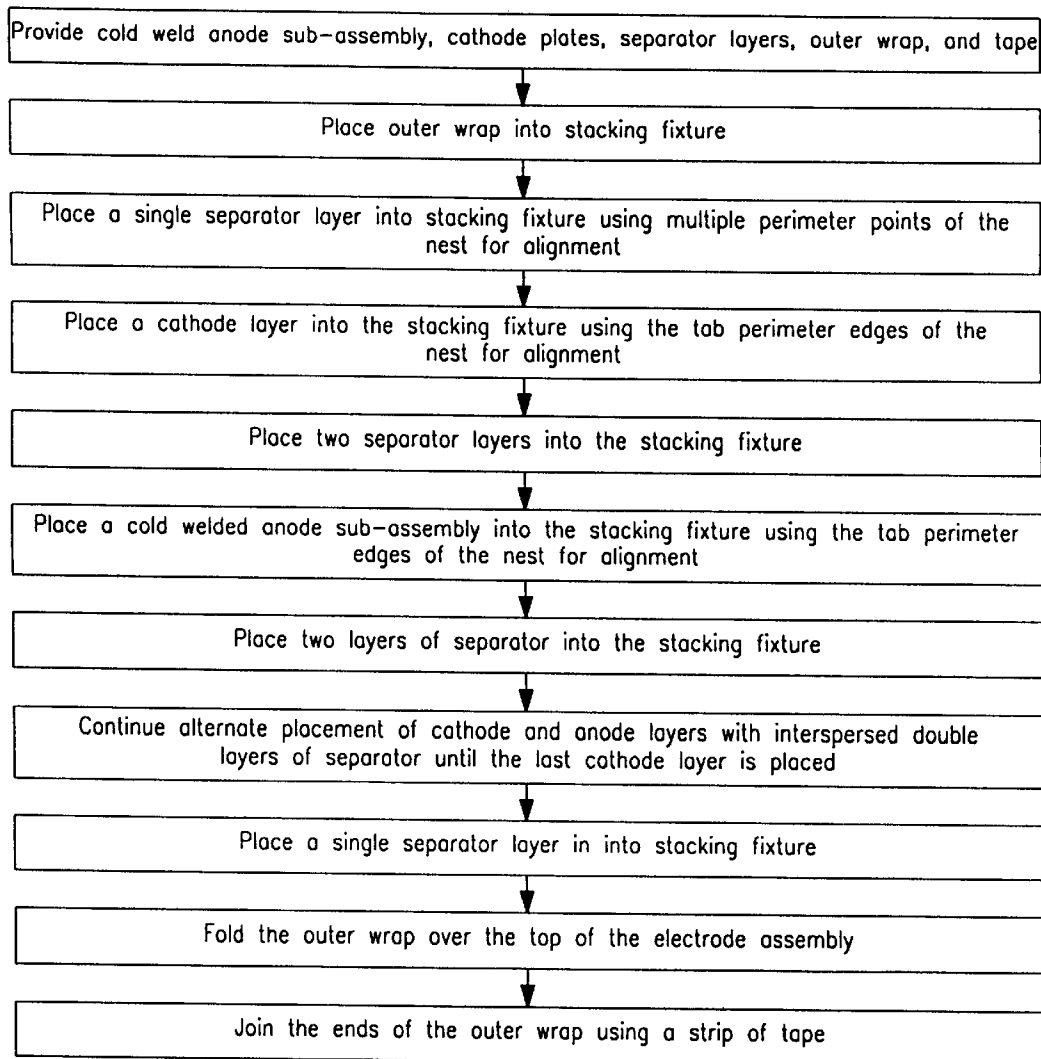 Provide cold weld anode sub-assembly, cathode plates, separator layers, outer wrap, and tape
Place outer wrap into stacking fixture
Place a single separator layer into stacking fixture using multiple perimeter points of the
nest for alignment
Place a cathode layer into the stacking fixture using the tab perimeter edges of the
nest for alignment
Place two separator layers into the stacking fixture
Place a cold welded anode sub-assembly into the stacking fixture using the tab perimeter
edges of the nest for alignment
Place two layers of separator into the stacking fixture
Continue alternate placement of cathode and anode layers with interspersed double
layers of separator until the last cathode layer is placed
Place a single separator layer in into stacking fixture
Fold the outer wrap over the top of the electrode assembly
Join the ends of the outer wrap using a strip of tape